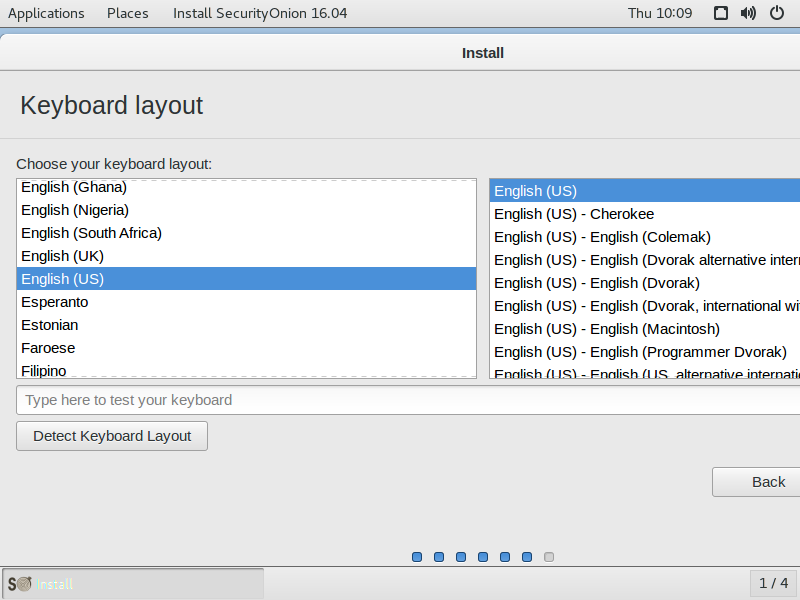 Applications Places Install SecurityOnion 16.04 Thu 10:09
Install
Keyboard layout
Choose your keyboard layout:
English (Ghana)
English (Nigeria)
English (South Africa)
English (UK)
English (US)
Esperanto
Estonian
Faroese
Filipino
English (US)
English (US) - Cherokee
English (US) - English (Colemak)
English (US) - English (Dvorak alternative inter
English (US) - English (Dvorak)
English (US) - English (Dvorak, international wi
English (US) - English (Macintosh)
English (US) - English (Programmer Dvorak)
English (US) - English (US, alternative internati
Type here to test your keyboard
Detect Keyboard Layout
Back
SO Install 1 / 4